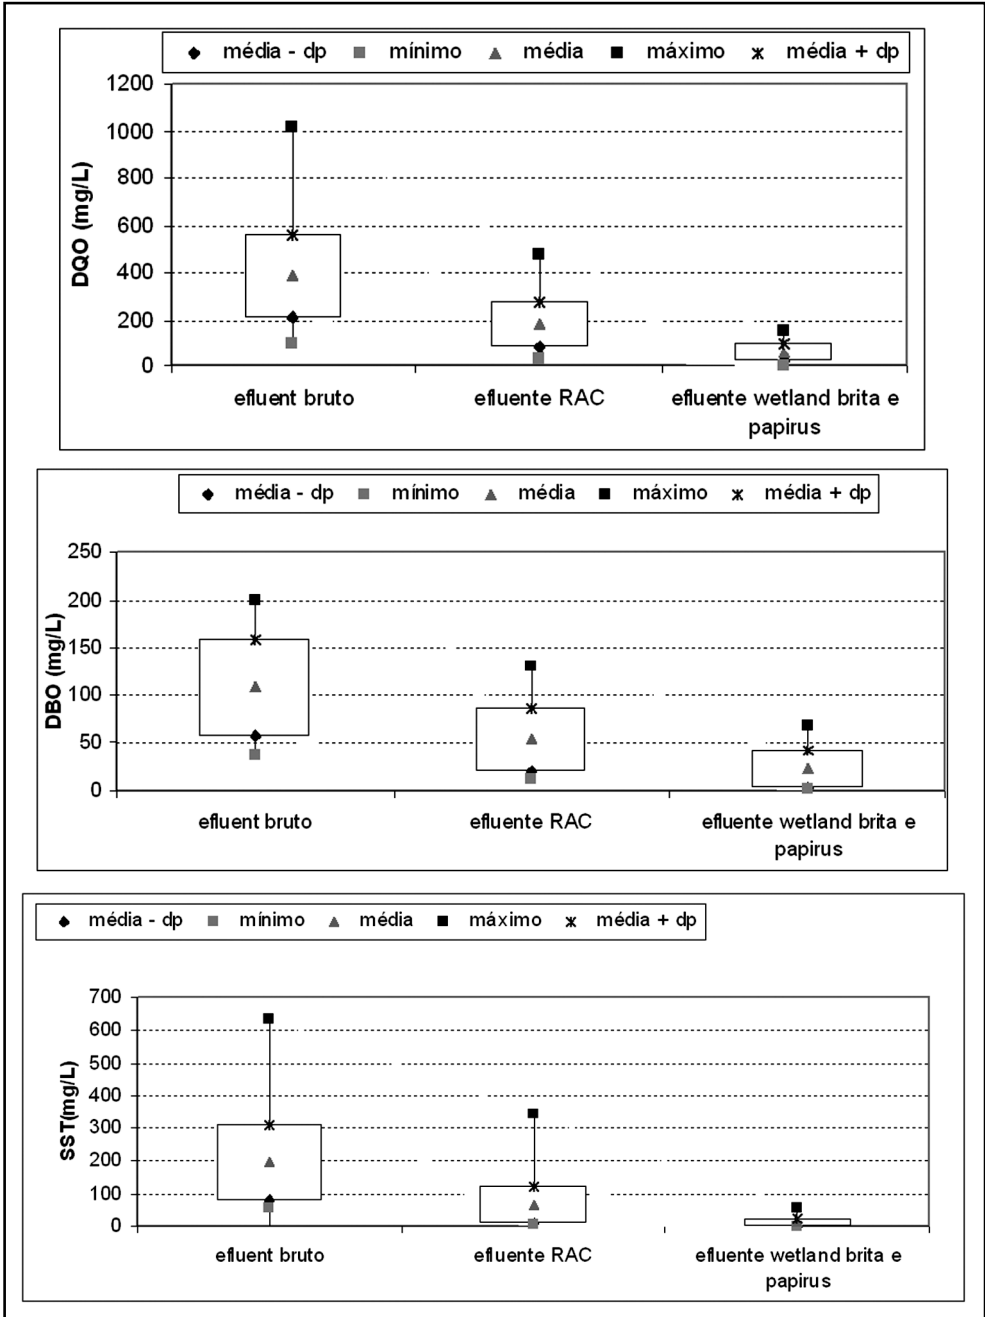 média - dp mínimo média máximo média + dp
1200
1000
800
600
400
200
0
DQO (mg/L)
efluent bruto efluente RAC efluente wetland brita e
papirus
média - dp mínimo média máximo média + dp
250
200
150
100
50
0
DBO (mg/L)
efluent bruto efluente RAC efluente wetland brita e
papirus
média - dp mínimo média máximo média + dp
700
600
500
400
300
200
100
0
SST(mg/L)
efluent bruto efluente RAC efluente wetland brita e
papirus